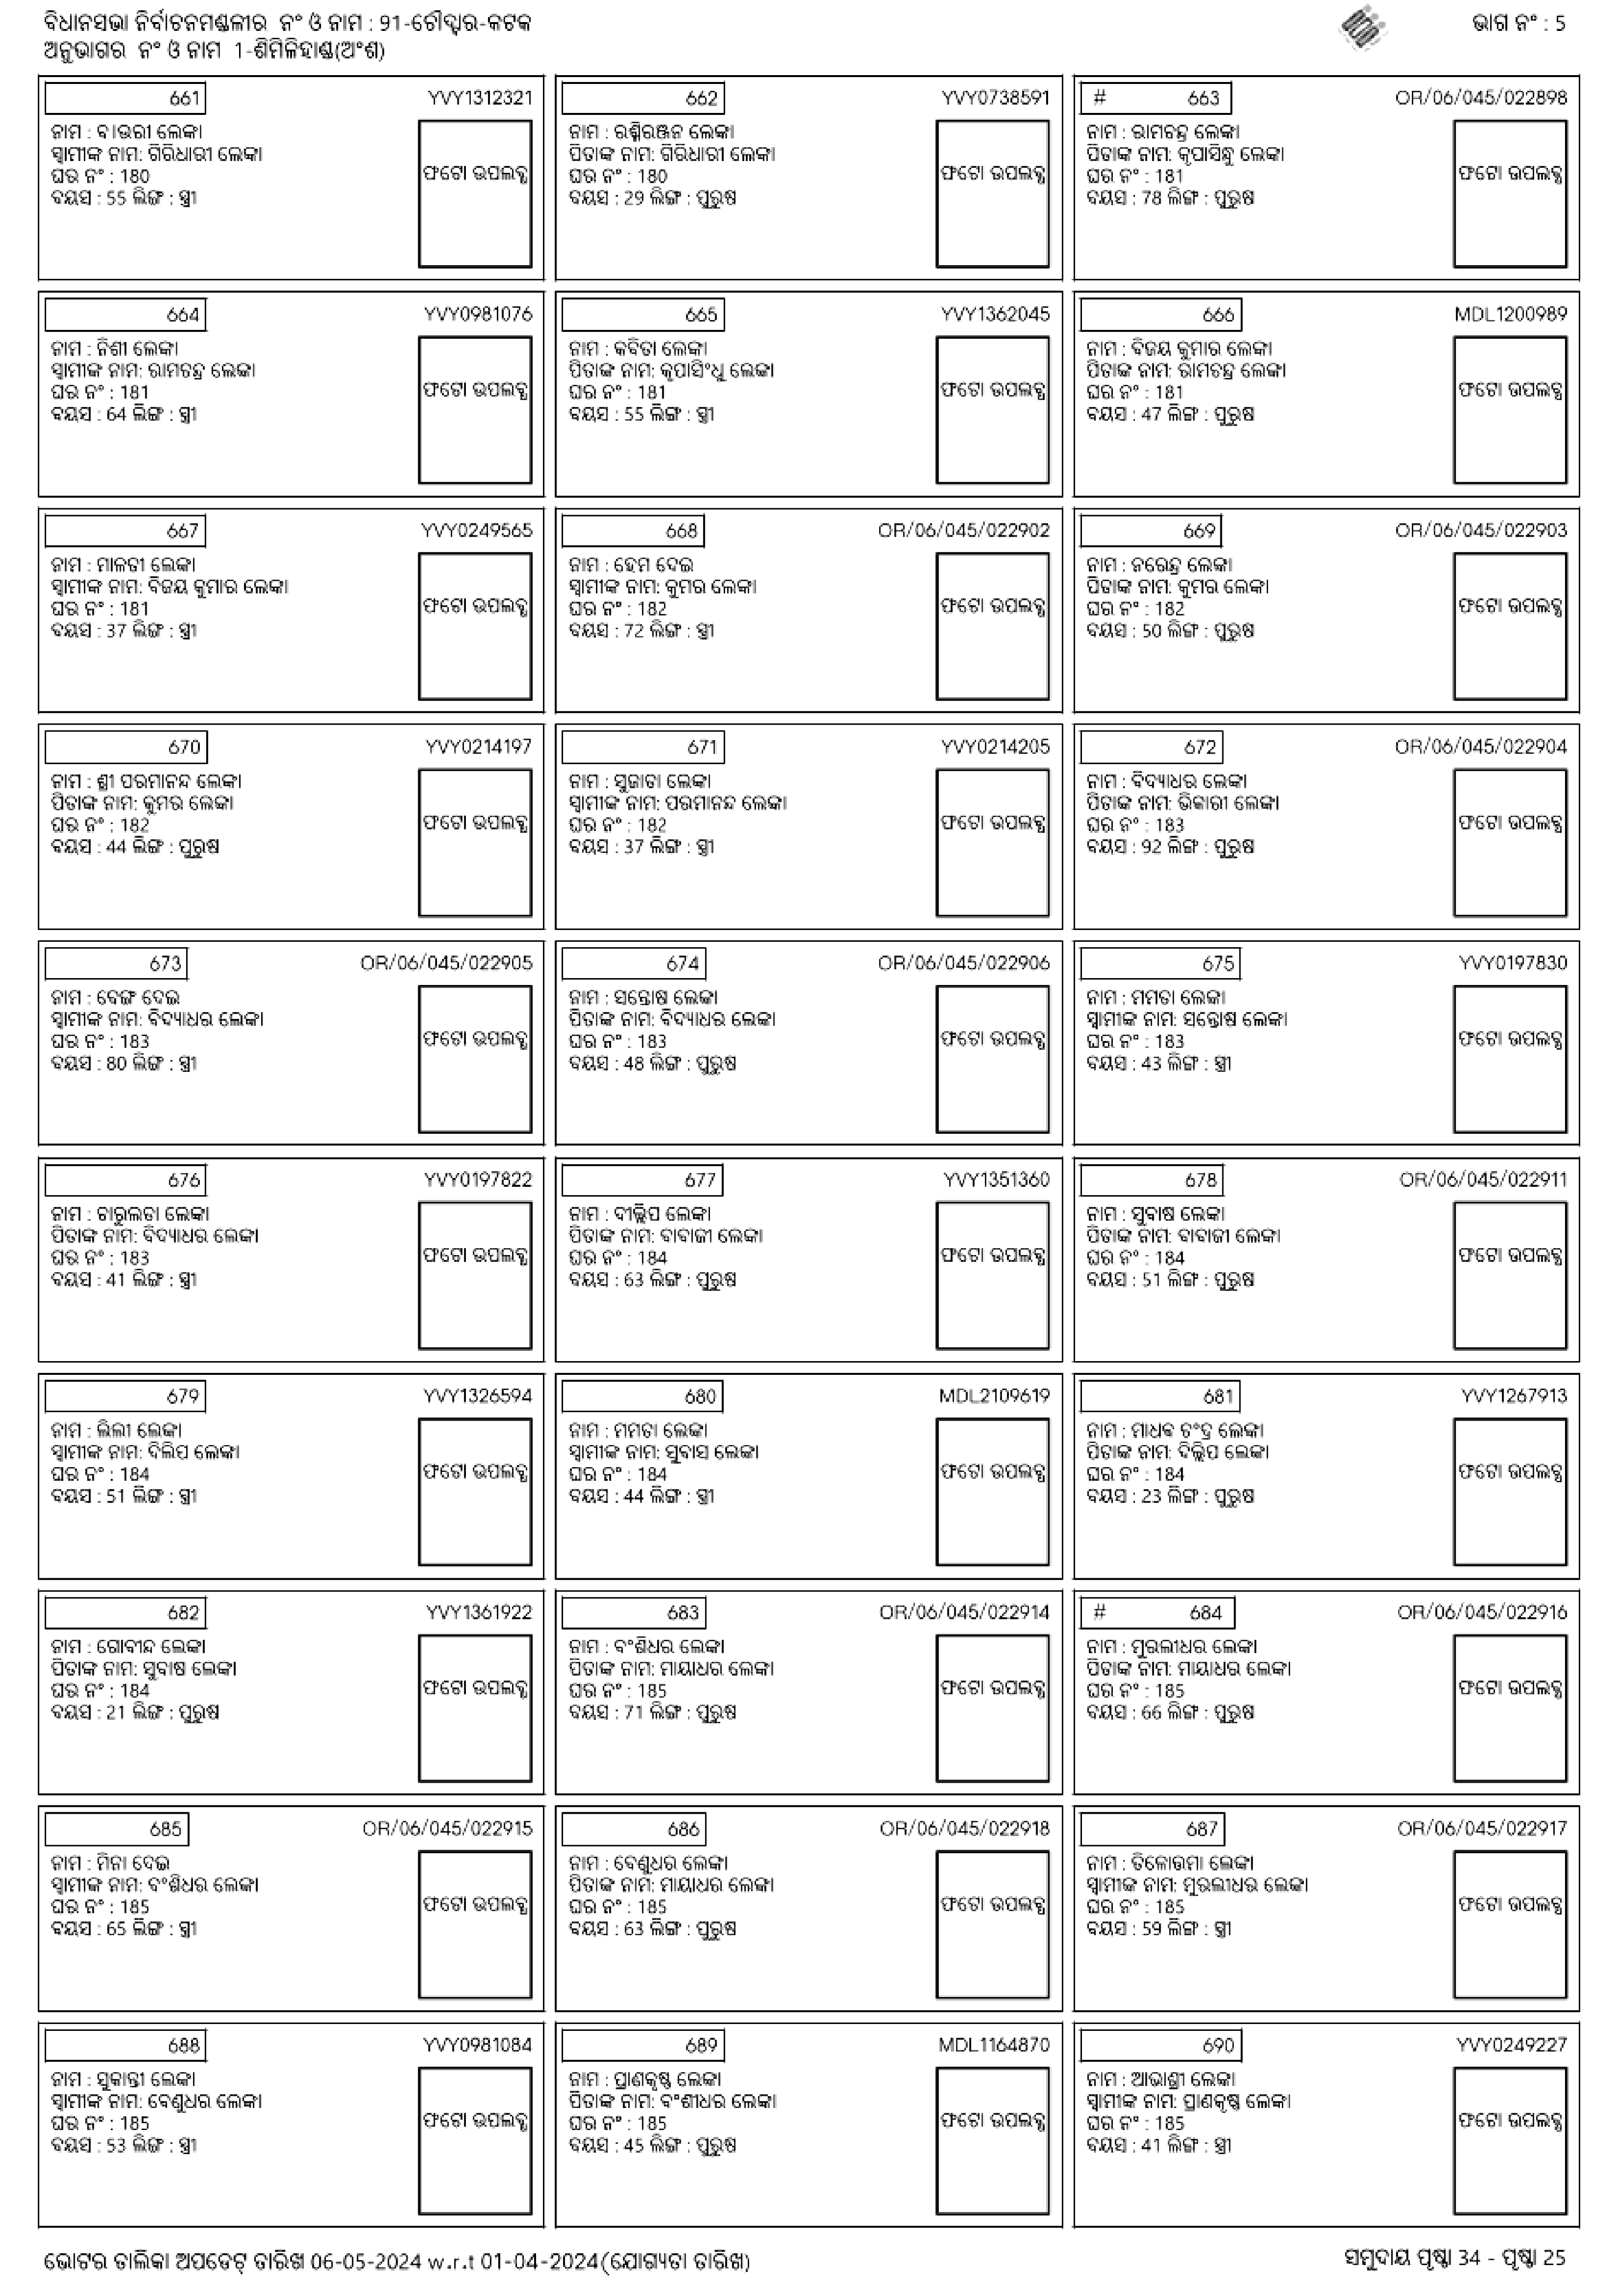 ବିଧାନସଭା ନିର୍ବାଚନମଣ୍ଡଳୀର ନଂ ଓ ନାମ : 91-ଚୌଦ୍ୱାର-କଟକ
ଅନୁଭାଗର ନଂ ଓ ନାମ 1-ଶିମିଳିହାଣ୍ଡ(ଅଂଶ)
ଭାଗ ନଂ : 5
661 YVY1312321
ନାମ : ବାଉରୀ ଲେଙ୍କା
ସ୍ୱାମୀଙ୍କ ନାମ: ଗିରିଧାରୀ ଲେଙ୍କା
ଘର ନଂ : 180
ବୟସ : 55 ଲିଙ୍ଗ : ସ୍ତ୍ରୀ
ଫଟୋ ଉପଲବ୍ଧ
662 YVY0738591
ନାମ : ରଶ୍ମିରଞ୍ଜନ ଲେଙ୍କା
ପିତାଙ୍କ ନାମ: ଗିରିଧାରୀ ଲେଙ୍କା
ଘର ନଂ : 180
ବୟସ : 29 ଲିଙ୍ଗ : ପୁରୁଷ
ଫଟୋ ଉପଲବ୍ଧ
# 663 OR/06/045/022898
ନାମ : ରାମଚନ୍ଦ୍ର ଲେଙ୍କା
ପିତାଙ୍କ ନାମ: କୃପାସିନ୍ଧୁ ଲେଙ୍କା
ଘର ନଂ : 181
ବୟସ : 78 ଲିଙ୍ଗ : ପୁରୁଷ
ଫଟୋ ଉପଲବ୍ଧ
664 YVY0981076
ନାମ : ନିଶୀ ଲେଙ୍କା
ସ୍ୱାମୀଙ୍କ ନାମ: ରାମଚନ୍ଦ୍ର ଲେଙ୍କା
ଘର ନଂ : 181
ବୟସ : 64 ଲିଙ୍ଗ : ସ୍ତ୍ରୀ
ଫଟୋ ଉପଲବ୍ଧ
665 YVY1362045
ନାମ : କବିତା ଲେଙ୍କା
ପିତାଙ୍କ ନାମ: କୃପାସିଂଧୁ ଲେଙ୍କା
ଘର ନଂ : 181
ବୟସ : 55 ଲିଙ୍ଗ : ସ୍ତ୍ରୀ
ଫଟୋ ଉପଲବ୍ଧ
666 MDL1200989
ନାମ : ବିଜୟ କୁମାର ଲେଙ୍କା
ପିତାଙ୍କ ନାମ: ରାମଚନ୍ଦ୍ର ଲେଙ୍କା
ଘର ନଂ : 181
ବୟସ : 47 ଲିଙ୍ଗ : ପୁରୁଷ
ଫଟୋ ଉପଲବ୍ଧ
667 YVY0249565
ନାମ : ମାଳତୀ ଲେଙ୍କା
ସ୍ୱାମୀଙ୍କ ନାମ: ବିଜୟ କୁମାର ଲେଙ୍କା
ଘର ନଂ : 181
ବୟସ : 37 ଲିଙ୍ଗ : ସ୍ତ୍ରୀ
ଫଟୋ ଉପଲବ୍ଧ
668 OR/06/045/022902
ନାମ : ହେମ ଦେଇ
ସ୍ୱାମୀଙ୍କ ନାମ: କୁମର ଲେଙ୍କା
ଘର ନଂ : 182
ବୟସ : 72 ଲିଙ୍ଗ : ସ୍ତ୍ରୀ
ଫଟୋ ଉପଲବ୍ଧ
669 OR/06/045/022903
ନାମ : ନରେନ୍ଦ୍ର ଲେଙ୍କା
ପିତାଙ୍କ ନାମ: କୁମର ଲେଙ୍କା
ଘର ନଂ : 182
ବୟସ : 50 ଲିଙ୍ଗ : ପୁରୁଷ
ଫଟୋ ଉପଲବ୍ଧ
670 YVY0214197
ନାମ : ଶ୍ରୀ ପରମାନନ୍ଦ ଲେଙ୍କା
ପିତାଙ୍କ ନାମ: କୁମର ଲେଙ୍କା
ଘର ନଂ : 182
ବୟସ : 44 ଲିଙ୍ଗ : ପୁରୁଷ
ଫଟୋ ଉପଲବ୍ଧ
671 YVY0214205
ନାମ : ସୁଜାତା ଲେଙ୍କା
ସ୍ୱାମୀଙ୍କ ନାମ: ପରମାନନ୍ଦ ଲେଙ୍କା
ଘର ନଂ : 182
ବୟସ : 37 ଲିଙ୍ଗ : ସ୍ତ୍ରୀ
ଫଟୋ ଉପଲବ୍ଧ
672 OR/06/045/022904
ନାମ : ବିଦ୍ୟାଧର ଲେଙ୍କା
ପିତାଙ୍କ ନାମ: ଭିକାରୀ ଲେଙ୍କା
ଘର ନଂ : 183
ବୟସ : 92 ଲିଙ୍ଗ : ପୁରୁଷ
ଫଟୋ ଉପଲବ୍ଧ
673 OR/06/045/022905
ନାମ : ବେଙ୍ଗ ଦେଇ
ସ୍ୱାମୀଙ୍କ ନାମ: ବିଦ୍ୟାଧର ଲେଙ୍କା
ଘର ନଂ : 183
ବୟସ : 80 ଲିଙ୍ଗ : ସ୍ତ୍ରୀ
ଫଟୋ ଉପଲବ୍ଧ
674 OR/06/045/022906
ନାମ : ସନ୍ତୋଷ ଲେଙ୍କା
ପିତାଙ୍କ ନାମ: ବିଦ୍ୟାଧର ଲେଙ୍କା
ଘର ନଂ : 183
ବୟସ : 48 ଲିଙ୍ଗ : ପୁରୁଷ
ଫଟୋ ଉପଲବ୍ଧ
675 YVY0197830
ନାମ : ମମତା ଲେଙ୍କା
ସ୍ୱାମୀଙ୍କ ନାମ: ସନ୍ତୋଷ ଲେଙ୍କା
ଘର ନଂ : 183
ବୟସ : 43 ଲିଙ୍ଗ : ସ୍ତ୍ରୀ
ଫଟୋ ଉପଲବ୍ଧ
676 YVY0197822
ନାମ : ଚାରୁଲତା ଲେଙ୍କା
ପିତାଙ୍କ ନାମ: ବିଦ୍ୟାଧର ଲେଙ୍କା
ଘର ନଂ : 183
ବୟସ : 41 ଲିଙ୍ଗ : ସ୍ତ୍ରୀ
ଫଟୋ ଉପଲବ୍ଧ
677 YVY1351360
ନାମ : ଦୀଲ୍ଲିପ ଲେଙ୍କା
ପିତାଙ୍କ ନାମ: ବାବାଜୀ ଲେଙ୍କା
ଘର ନଂ : 184
ବୟସ : 63 ଲିଙ୍ଗ : ପୁରୁଷ
ଫଟୋ ଉପଲବ୍ଧ
678 OR/06/045/022911
ନାମ : ସୁବାଷ ଲେଙ୍କା
ପିତାଙ୍କ ନାମ: ବାବାଜୀ ଲେଙ୍କା
ଘର ନଂ : 184
ବୟସ : 51 ଲିଙ୍ଗ : ପୁରୁଷ
ଫଟୋ ଉପଲବ୍ଧ
679 YVY1326594
ନାମ : ଲିଲୀ ଲେଙ୍କା
ସ୍ୱାମୀଙ୍କ ନାମ: ଦିଲିପ ଲେଙ୍କା
ଘର ନଂ : 184
ବୟସ : 51 ଲିଙ୍ଗ : ସ୍ତ୍ରୀ
ଫଟୋ ଉପଲବ୍ଧ
680 MDL2109619
ନାମ : ମମତା ଲେଙ୍କା
ସ୍ୱାମୀଙ୍କ ନାମ: ସୁବାସ ଲେଙ୍କା
ଘର ନଂ : 184
ବୟସ : 44 ଲିଙ୍ଗ : ସ୍ତ୍ରୀ
ଫଟୋ ଉପଲବ୍ଧ
681 YVY1267913
ନାମ : ମାଧବ ଚଂଦ୍ର ଲେଙ୍କା
ପିତାଙ୍କ ନାମ: ଦିଲ୍ଲିପ ଲେଙ୍କା
ଘର ନଂ : 184
ବୟସ : 23 ଲିଙ୍ଗ : ପୁରୁଷ
ଫଟୋ ଉପଲବ୍ଧ
682 YVY1361922
ନାମ : ଗୋବୀନ୍ଦ ଲେଙ୍କା
ପିତାଙ୍କ ନାମ: ସୁବାଷ ଲେଙ୍କା
ଘର ନଂ : 184
ବୟସ : 21 ଲିଙ୍ଗ : ପୁରୁଷ
ଫଟୋ ଉପଲବ୍ଧ
683 OR/06/045/022914
ନାମ : ବଂଶିଧର ଲେଙ୍କା
ପିତାଙ୍କ ନାମ: ମାୟାଧର ଲେଙ୍କା
ଘର ନଂ : 185
ବୟସ : 71 ଲିଙ୍ଗ : ପୁରୁଷ
ଫଟୋ ଉପଲବ୍ଧ
# 684 OR/06/045/022916
ନାମ : ମୁରଲୀଧର ଲେଙ୍କା
ପିତାଙ୍କ ନାମ: ମାୟାଧର ଲେଙ୍କା
ଘର ନଂ : 185
ବୟସ : 66 ଲିଙ୍ଗ : ପୁରୁଷ
ଫଟୋ ଉପଲବ୍ଧ
685 OR/06/045/022915
ନାମ : ମିନା ଦେଇ
ସ୍ୱାମୀଙ୍କ ନାମ: ବଂଶିଧର ଲେଙ୍କା
ଘର ନଂ : 185
ବୟସ : 65 ଲିଙ୍ଗ : ସ୍ତ୍ରୀ
ଫଟୋ ଉପଲବ୍ଧ
686 OR/06/045/022918
ନାମ : ବେଣୁଧର ଲେଙ୍କା
ପିତାଙ୍କ ନାମ: ମାୟାଧର ଲେଙ୍କା
ଘର ନଂ : 185
ବୟସ : 63 ଲିଙ୍ଗ : ପୁରୁଷ
ଫଟୋ ଉପଲବ୍ଧ
687 OR/06/045/022917
ନାମ : ତିଳୋତ୍ତମା ଲେଙ୍କା
ସ୍ୱାମୀଙ୍କ ନାମ: ମୁରଲୀଧର ଲେଙ୍କା
ଘର ନଂ : 185
ବୟସ : 59 ଲିଙ୍ଗ : ସ୍ତ୍ରୀ
ଫଟୋ ଉପଲବ୍ଧ
688 YVY0981084
ନାମ : ସୁକାନ୍ତୀ ଲେଙ୍କା
ସ୍ୱାମୀଙ୍କ ନାମ: ବେଣୁଧର ଲେଙ୍କା
ଘର ନଂ : 185
ବୟସ : 53 ଲିଙ୍ଗ : ସ୍ତ୍ରୀ
ଫଟୋ ଉପଲବ୍ଧ
689 MDL1164870
ନାମ : ପ୍ରାଣକୃଷ୍ଣ ଲେଙ୍କା
ପିତାଙ୍କ ନାମ: ବଂଶୀଧର ଲେଙ୍କା
ଘର ନଂ : 185
ବୟସ : 45 ଲିଙ୍ଗ : ପୁରୁଷ
ଫଟୋ ଉପଲବ୍ଧ
690 YVY0249227
ନାମ : ଆଭାଶ୍ରୀ ଲେଙ୍କା
ସ୍ୱାମୀଙ୍କ ନାମ: ପ୍ରାଣକୃଷ୍ଣ ଲେଙ୍କା
ଘର ନଂ : 185
ବୟସ : 41 ଲିଙ୍ଗ : ସ୍ତ୍ରୀ
ଫଟୋ ଉପଲବ୍ଧ
ଭୋଟର ତାଲିକା ଅପଡେଟ୍ ତାରିଖ 06-05-2024 w.r.t 01-04-2024(ଯୋଗ୍ୟତା ତାରିଖ)
ସମୁଦାୟ ପୃଷ୍ଠା 34 - ପୃଷ୍ଠା 25